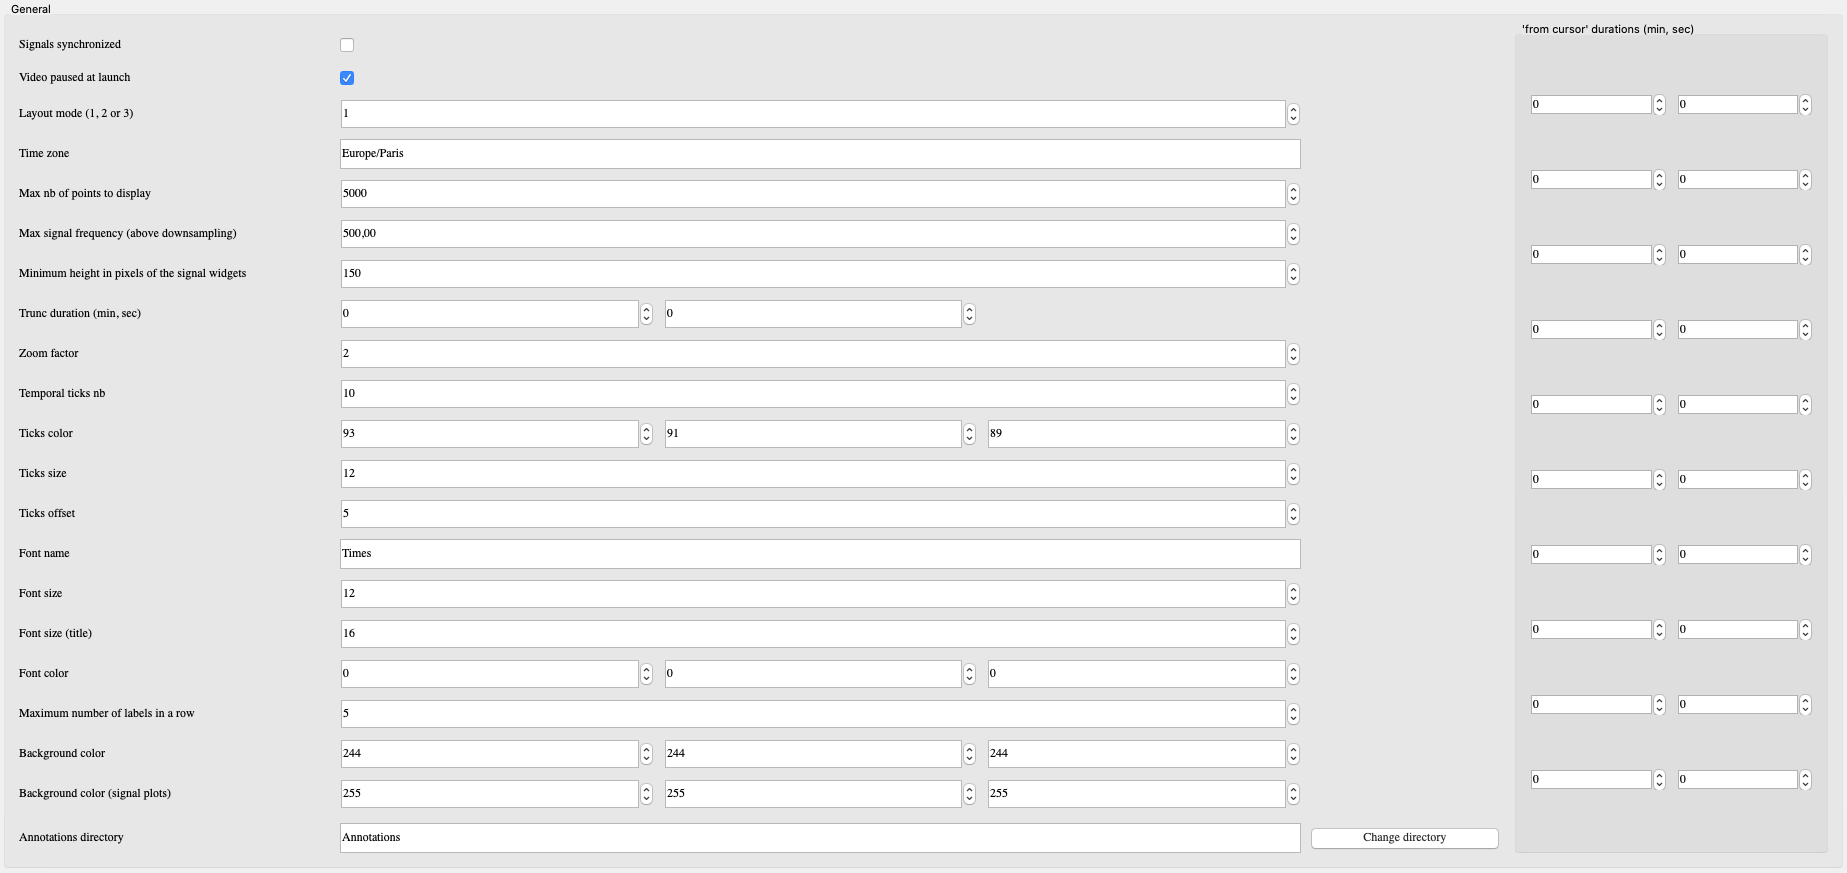 General
'from cursor' durations (min, sec)
Signals synchronized
Video paused at launch
Layout mode (1, 2 or 3) 1
0 0
Time zone Europe/Paris
0 0
Max nb of points to display 5000
Max signal frequency (above downsampling) 500,00
0 0
Minimum height in pixels of the signal widgets 150
Trunc duration (min, sec) 0 0
0 0
Zoom factor 2
Temporal ticks nb 10
0 0
Ticks color 93 91 89
Ticks size 12
0 0
Ticks offset 5
Font name Times
0 0
Font size 12
Font size (title) 16
0 0
Font color 0 0 0
Maximum number of labels in a row 5
0 0
Background color 244 244 244
Background color (signal plots) 255 255 255
0 0
Annotations directory Annotations Change directory